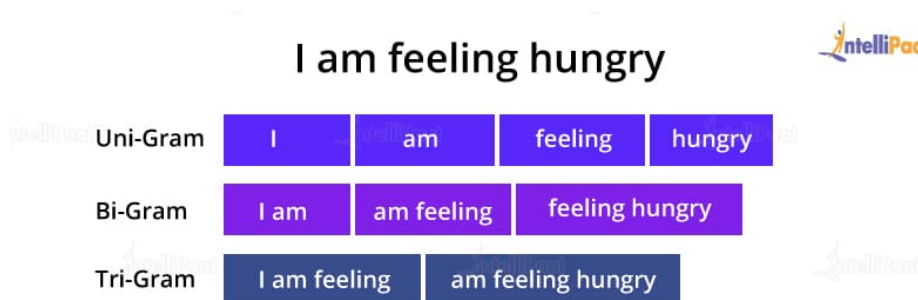 I am feeling hungry
IntelliPaat
Uni-Gram I am feeling hungry
Bi-Gram I am am feeling feeling hungry
Tri-Gram I am feeling am feeling hungry